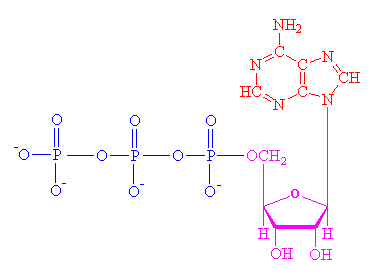 NH2
N C C N
HC C CH
N N
O O O
-O P O P O P OCH2
O- O- O- O
H H
OH OH